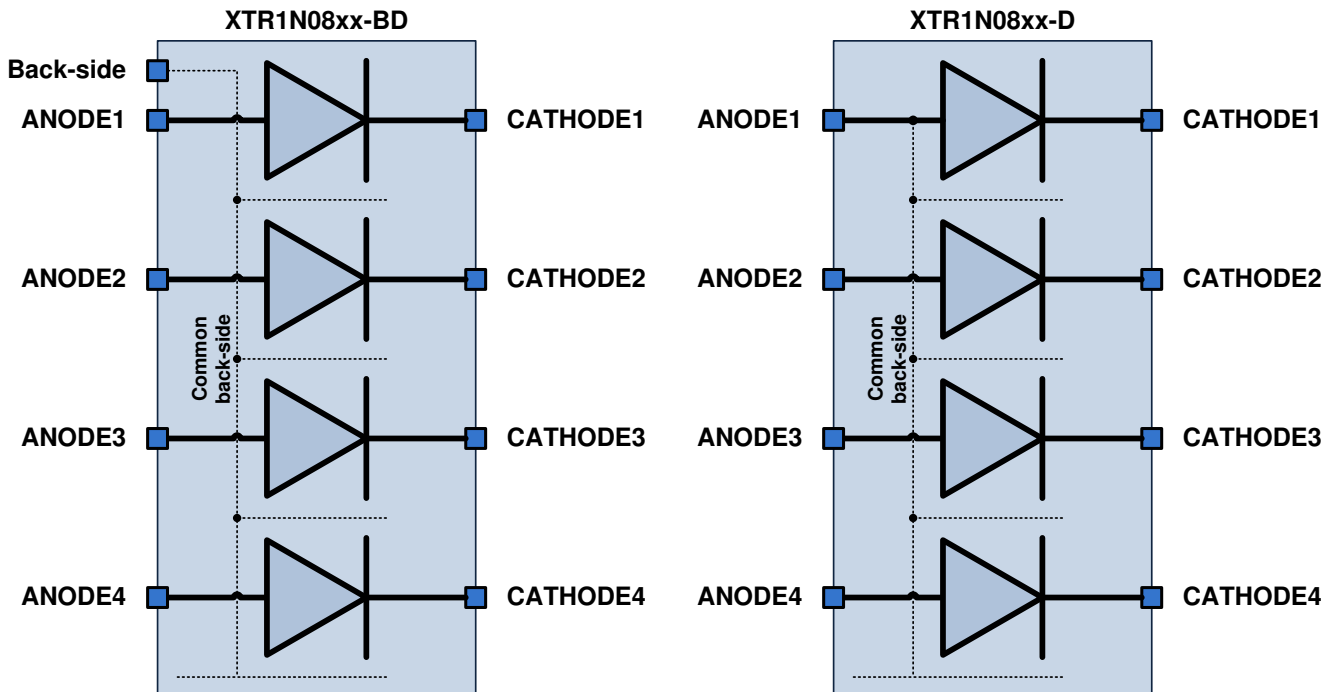 XTR1N08xx-BD
Back-side
ANODE1
CATHODE1
ANODE2
CATHODE2
Common
back-side
ANODE3
CATHODE3
ANODE4
CATHODE4
XTR1N08xx-D
ANODE1
CATHODE1
ANODE2
CATHODE2
Common
back-side
ANODE3
CATHODE3
ANODE4
CATHODE4